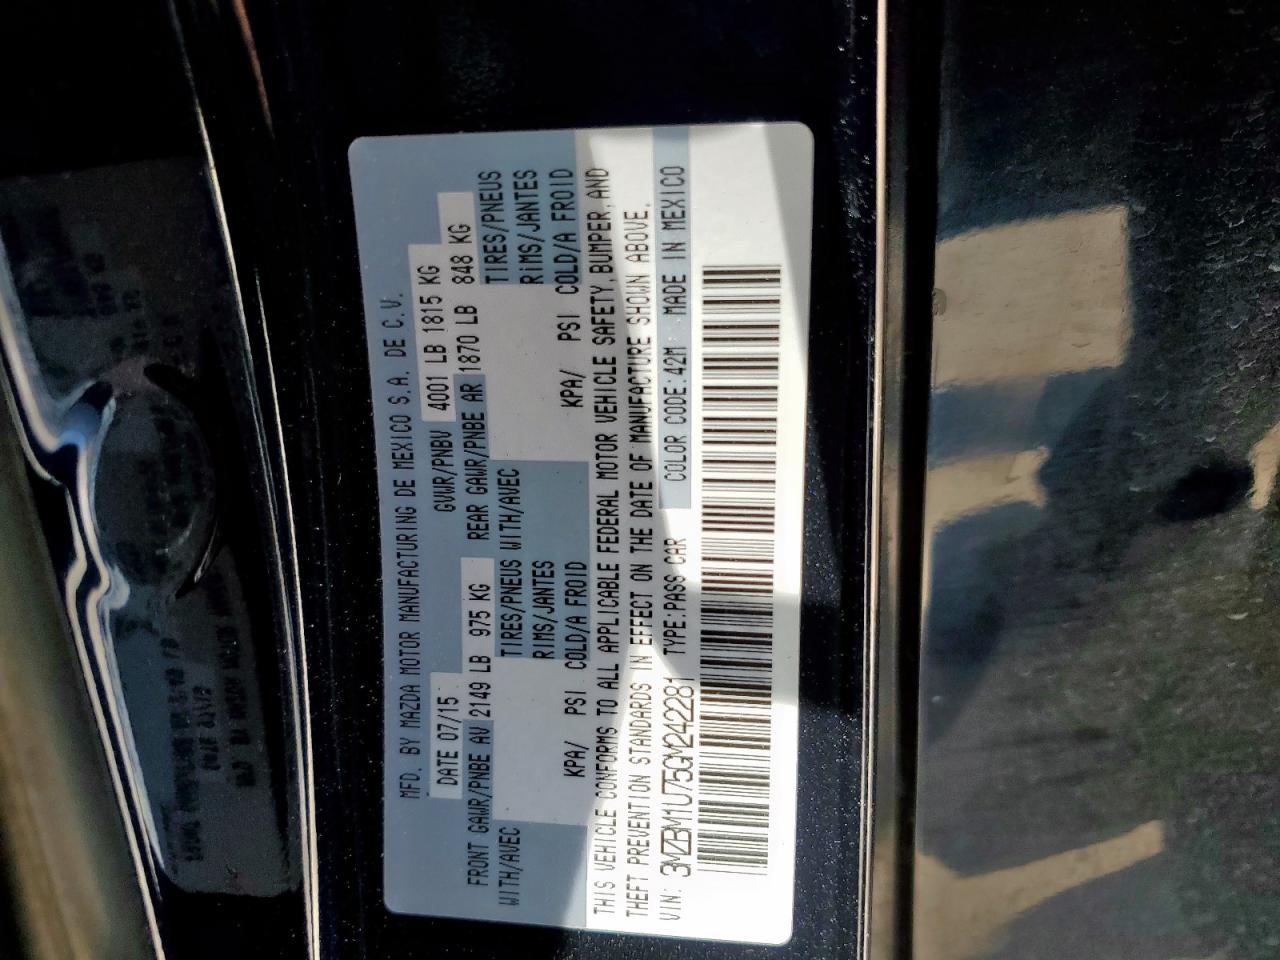 MFD. BY MAZDA MOTOR MANUFACTURING DE MEXICO S.A. DE C.V.
DATE 07/15 GVWR/PNBV 4001 LB 1815 KG
FRONT GAWR/PNBE AV 2149 LB 975 KG REAR GAWR/PNBE AR 1870 LB 848 KG
WITH/AVEC TIRES/PNEUS WITH/AVEC TIRES/PNEUS
RIMS/JANTES RIMS/JANTES
KPA/ PSI COLD/A FROID KPA/ PSI COLD/A FROID
THIS VEHICLE CONFORMS TO ALL APPLICABLE FEDERAL MOTOR VEHICLE SAFETY, BUMPER, AND
THEFT PREVENTION STANDARDS IN EFFECT ON THE DATE OF MANUFACTURE SHOWN ABOVE.
VIN: 3MZBM1U75GM242281 TYPE:PASS CAR COLOR CODE:42M MADE IN MEXICO